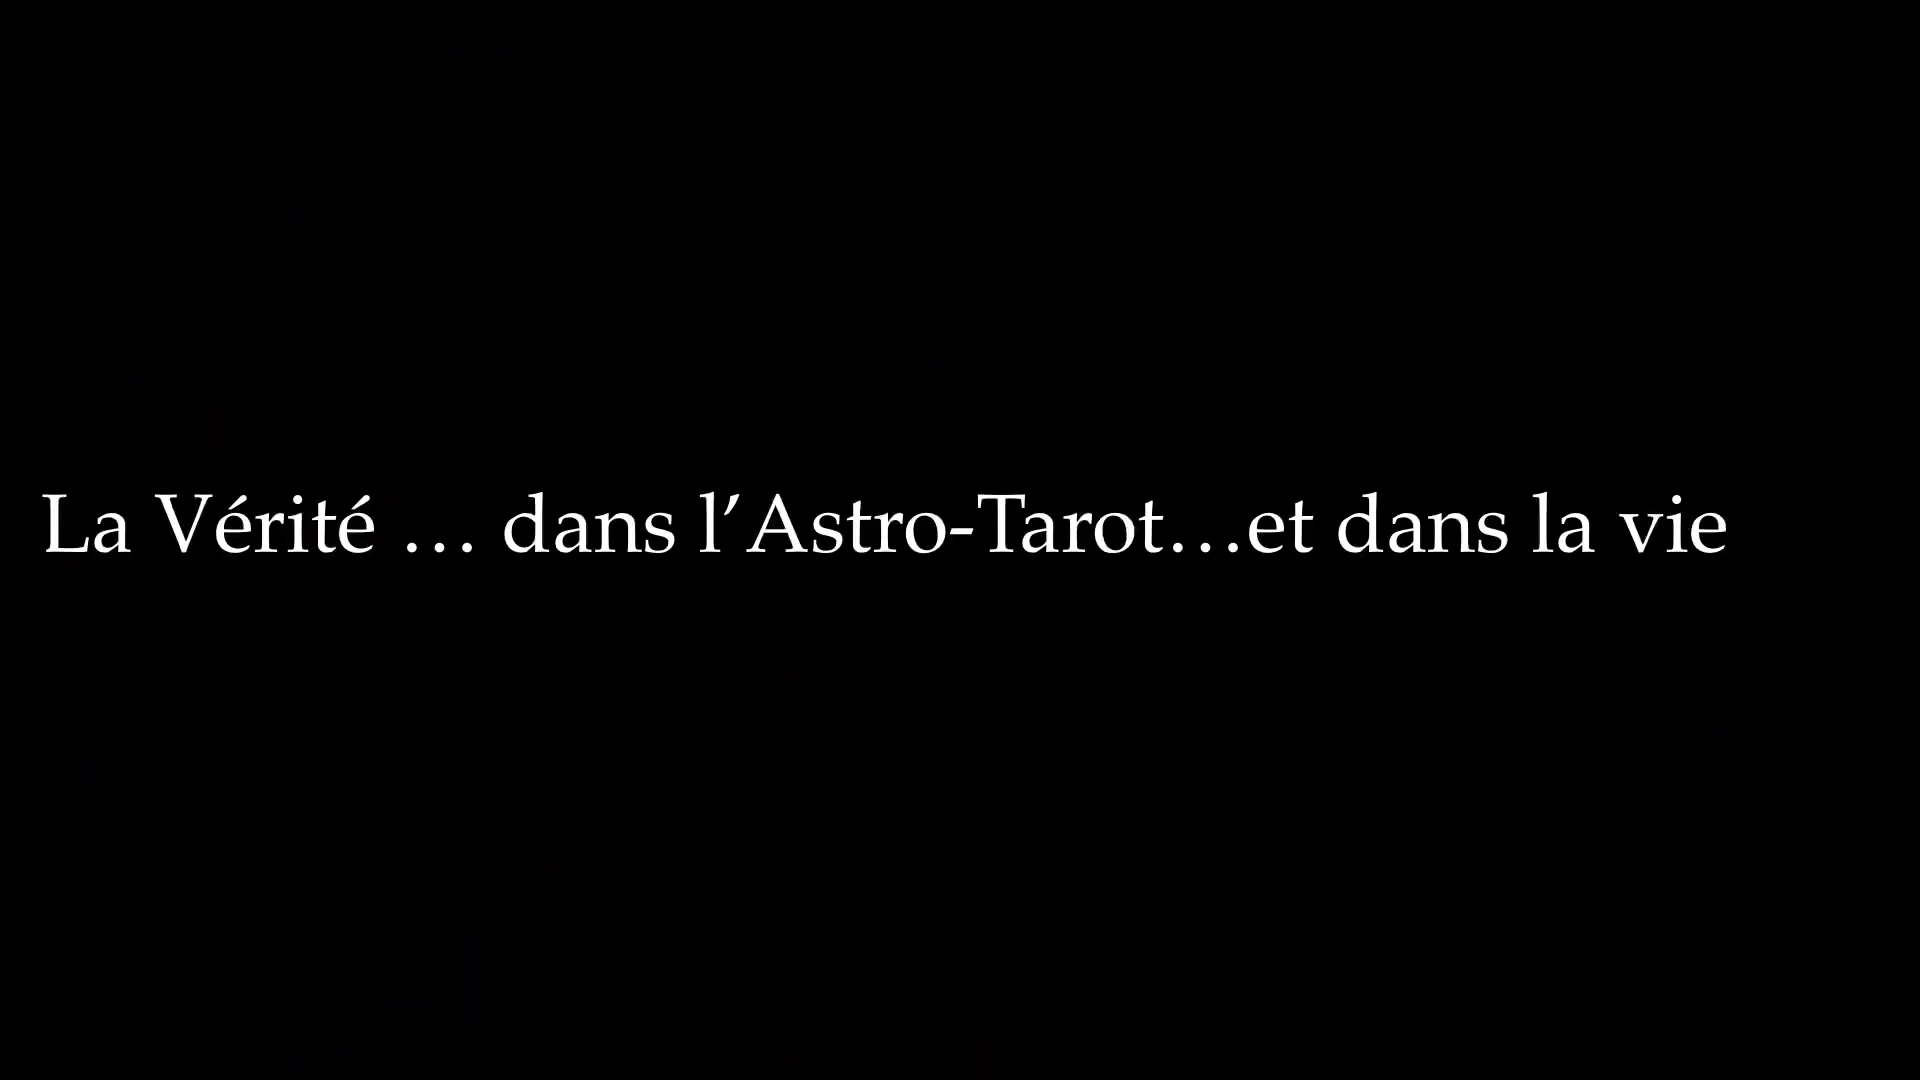 La Vérité … dans l’Astro-Tarot…et dans la vie